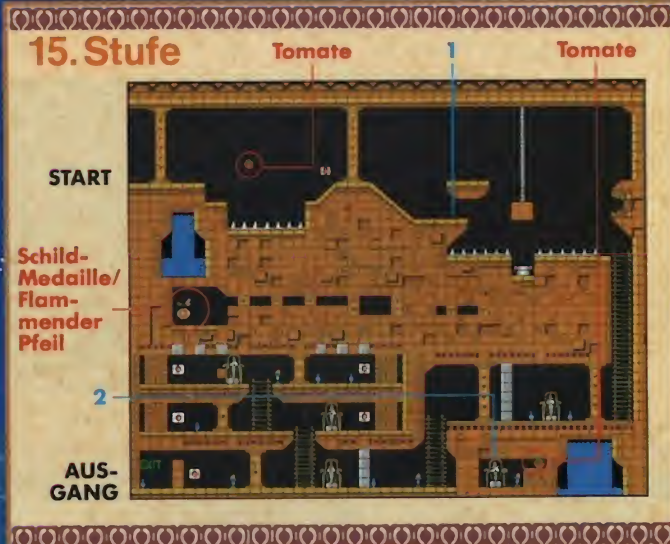 15. Stufe
Tomate
1
Tomate
START
Schild-
Medaille/
Flam-
mender
Pfeil
2
AUS-
GANG
EXIT